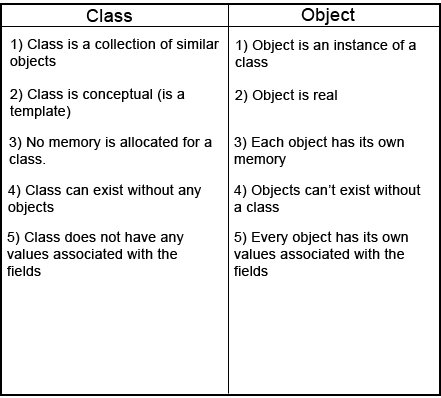 Class
1) Class is a collection of similar
objects
2) Class is conceptual (is a
template)
3) No memory is allocated for a
class.
4) Class can exist without any
objects
5) Class does not have any
values associated with the
fields
Object
1) Object is an instance of a
class
2) Object is real
3) Each object has its own
memory
4) Objects can't exist without
a class
5) Every object has its own
values associated with the
fields